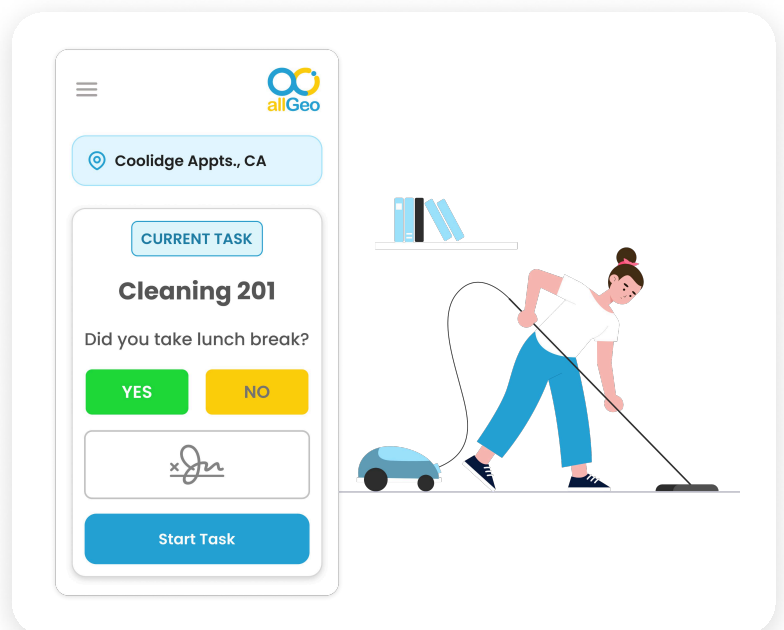 allGeo
Coolidge Appts., CA
CURRENT TASK
Cleaning 201
Did you take lunch break?
YES
NO
x
Start Task